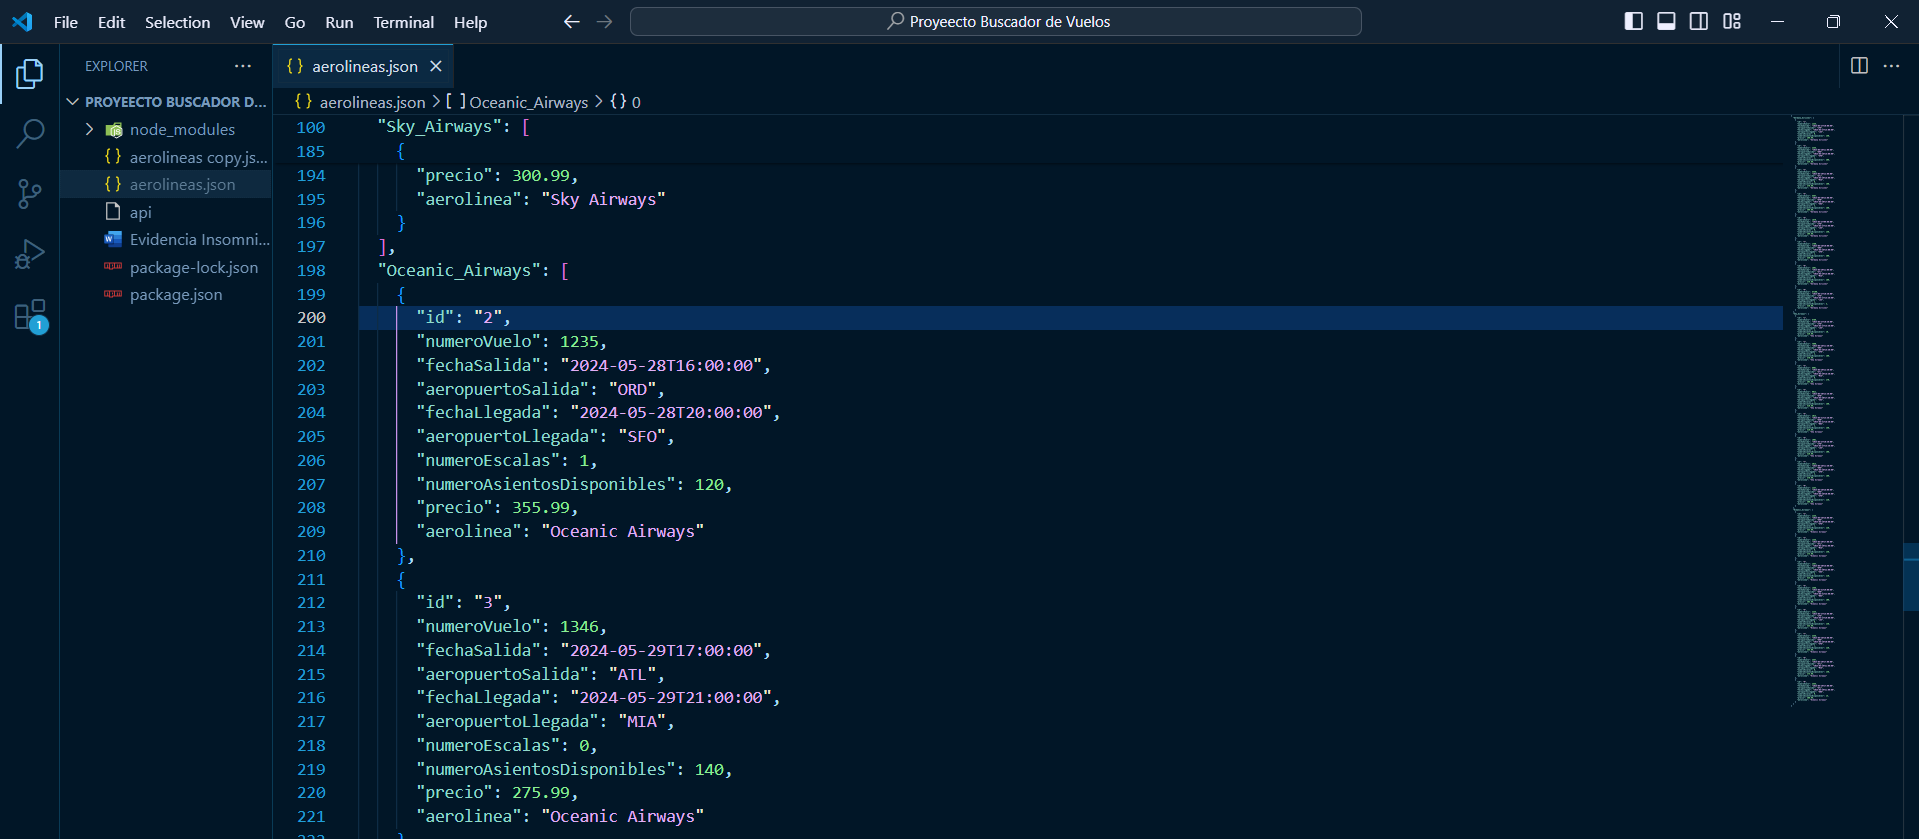 File Edit Selection View Go Run Terminal Help
Proyeecto Buscador de Vuelos
EXPLORER
PROYEECTO BUSCADOR D...
node_modules
aerolineas copy.js...
aerolineas.json
api
Evidencia Insomni...
package-lock.json
package.json
1
aerolineas.json
aerolineas.json > [ ] Oceanic_Airways > {} 0
100 "Sky_Airways": [
185 {
194 "precio": 300.99,
195 "aerolinea": "Sky Airways"
196 }
197 ],
198 "Oceanic_Airways": [
199 {
200 "id": "2",
201 "numeroVuelo": 1235,
202 "fechaSalida": "2024-05-28T16:00:00",
203 "aeropuertoSalida": "ORD",
204 "fechaLlegada": "2024-05-28T20:00:00",
205 "aeropuertoLlegada": "SFO",
206 "numeroEscalas": 1,
207 "numeroAsientosDisponibles": 120,
208 "precio": 355.99,
209 "aerolinea": "Oceanic Airways"
210 },
211 {
212 "id": "3",
213 "numeroVuelo": 1346,
214 "fechaSalida": "2024-05-29T17:00:00",
215 "aeropuertoSalida": "ATL",
216 "fechaLlegada": "2024-05-29T21:00:00",
217 "aeropuertoLlegada": "MIA",
218 "numeroEscalas": 0,
219 "numeroAsientosDisponibles": 140,
220 "precio": 275.99,
221 "aerolinea": "Oceanic Airways"